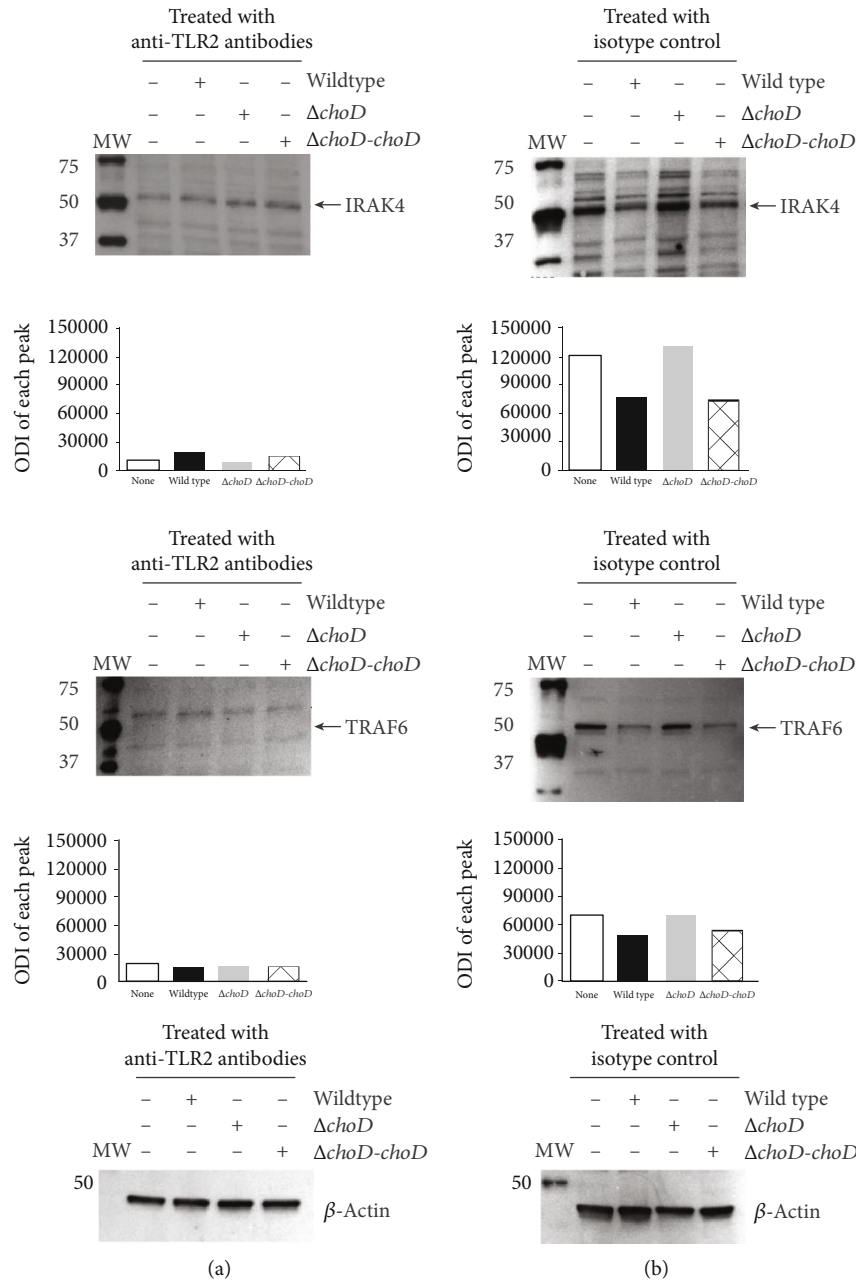 Treated with
anti-TLR2 antibodies
– + – – Wildtype
– – + – ΔchoD
MW – – – + ΔchoD-choD
75
50 ← IRAK4
37
ODI of each peak
150000
120000
90000
60000
30000
0
None Wild type ΔchoD ΔchoD-choD
Treated with
anti-TLR2 antibodies
– + – – Wildtype
– – + – ΔchoD
MW – – – + ΔchoD-choD
75
50 ← TRAF6
37
ODI of each peak
150000
120000
90000
60000
30000
0
None Wildtype ΔchoD ΔchoD-choD
Treated with
anti-TLR2 antibodies
– + – – Wildtype
– – + – ΔchoD
MW – – – + ΔchoD-choD
50
β-Actin
(a)
Treated with
isotype control
– + – – Wild type
– – + – ΔchoD
MW – – – + ΔchoD-choD
75
50 ← IRAK4
37
ODI of each peak
150000
120000
90000
60000
30000
0
None Wild type ΔchoD ΔchoD-choD
Treated with
isotype control
– + – – Wild type
– – + – ΔchoD
MW – – – + ΔchoD-choD
75
50 ← TRAF6
37
ODI of each peak
150000
120000
90000
60000
30000
0
None Wild type ΔchoD ΔchoD-choD
Treated with
isotype control
– + – – Wild type
– – + – ΔchoD
MW – – – + ΔchoD-choD
50
β-Actin
(b)